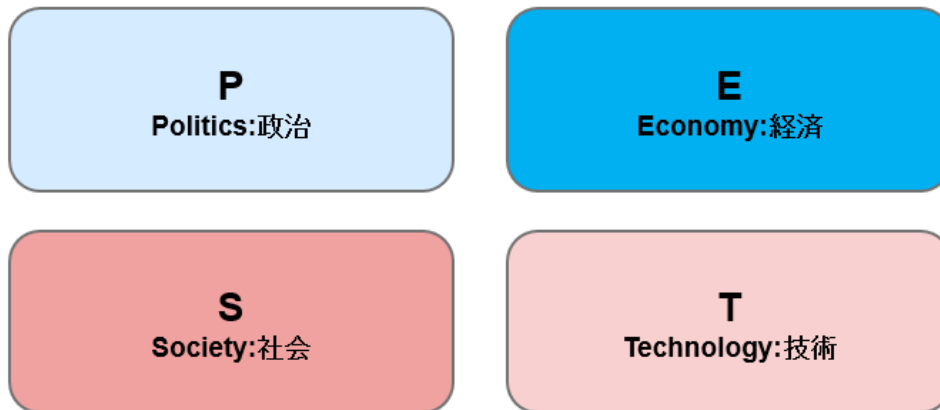 P
Politics:政治
E
Economy:経済
S
Society:社会
T
Technology:技術